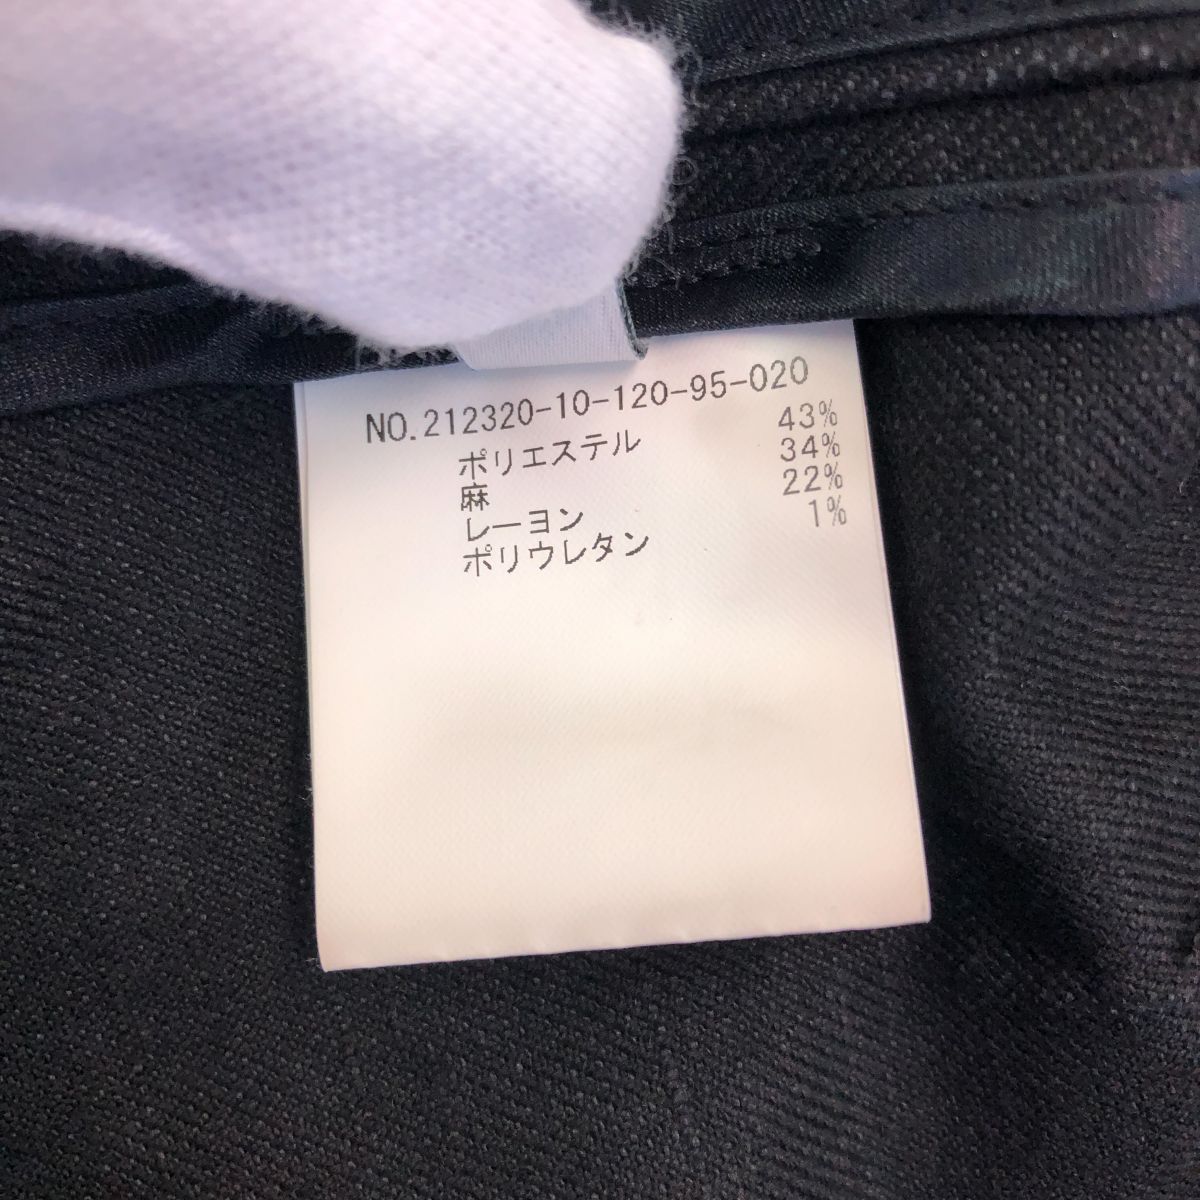 NO.212320-10-120-95-020
ポリエステル 43%
麻 34%
レーヨン 22%
ポリウレタン 1%